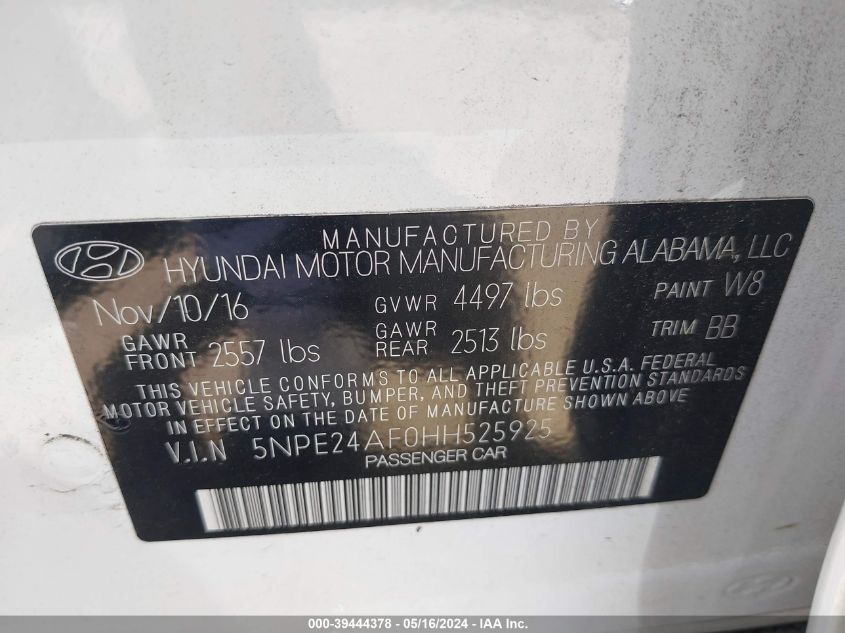 MANUFACTURED BY
HYUNDAI MOTOR MANUFACTURING ALABAMA, LLC
Nov/10/16 GVWR 4497 lbs PAINT W8
GAWR FRONT 2557 lbs GAWR REAR 2513 lbs TRIM BB
THIS VEHICLE CONFORMS TO ALL APPLICABLE U.S.A. FEDERAL
MOTOR VEHICLE SAFETY, BUMPER, AND THEFT PREVENTION STANDARDS
IN EFFECT ON THE DATE OF MANUFACTURE SHOWN ABOVE.
V.I.N 5NPE24AF0HH525925
PASSENGER CAR
000-39444378 - 05/16/2024 - IAA Inc.